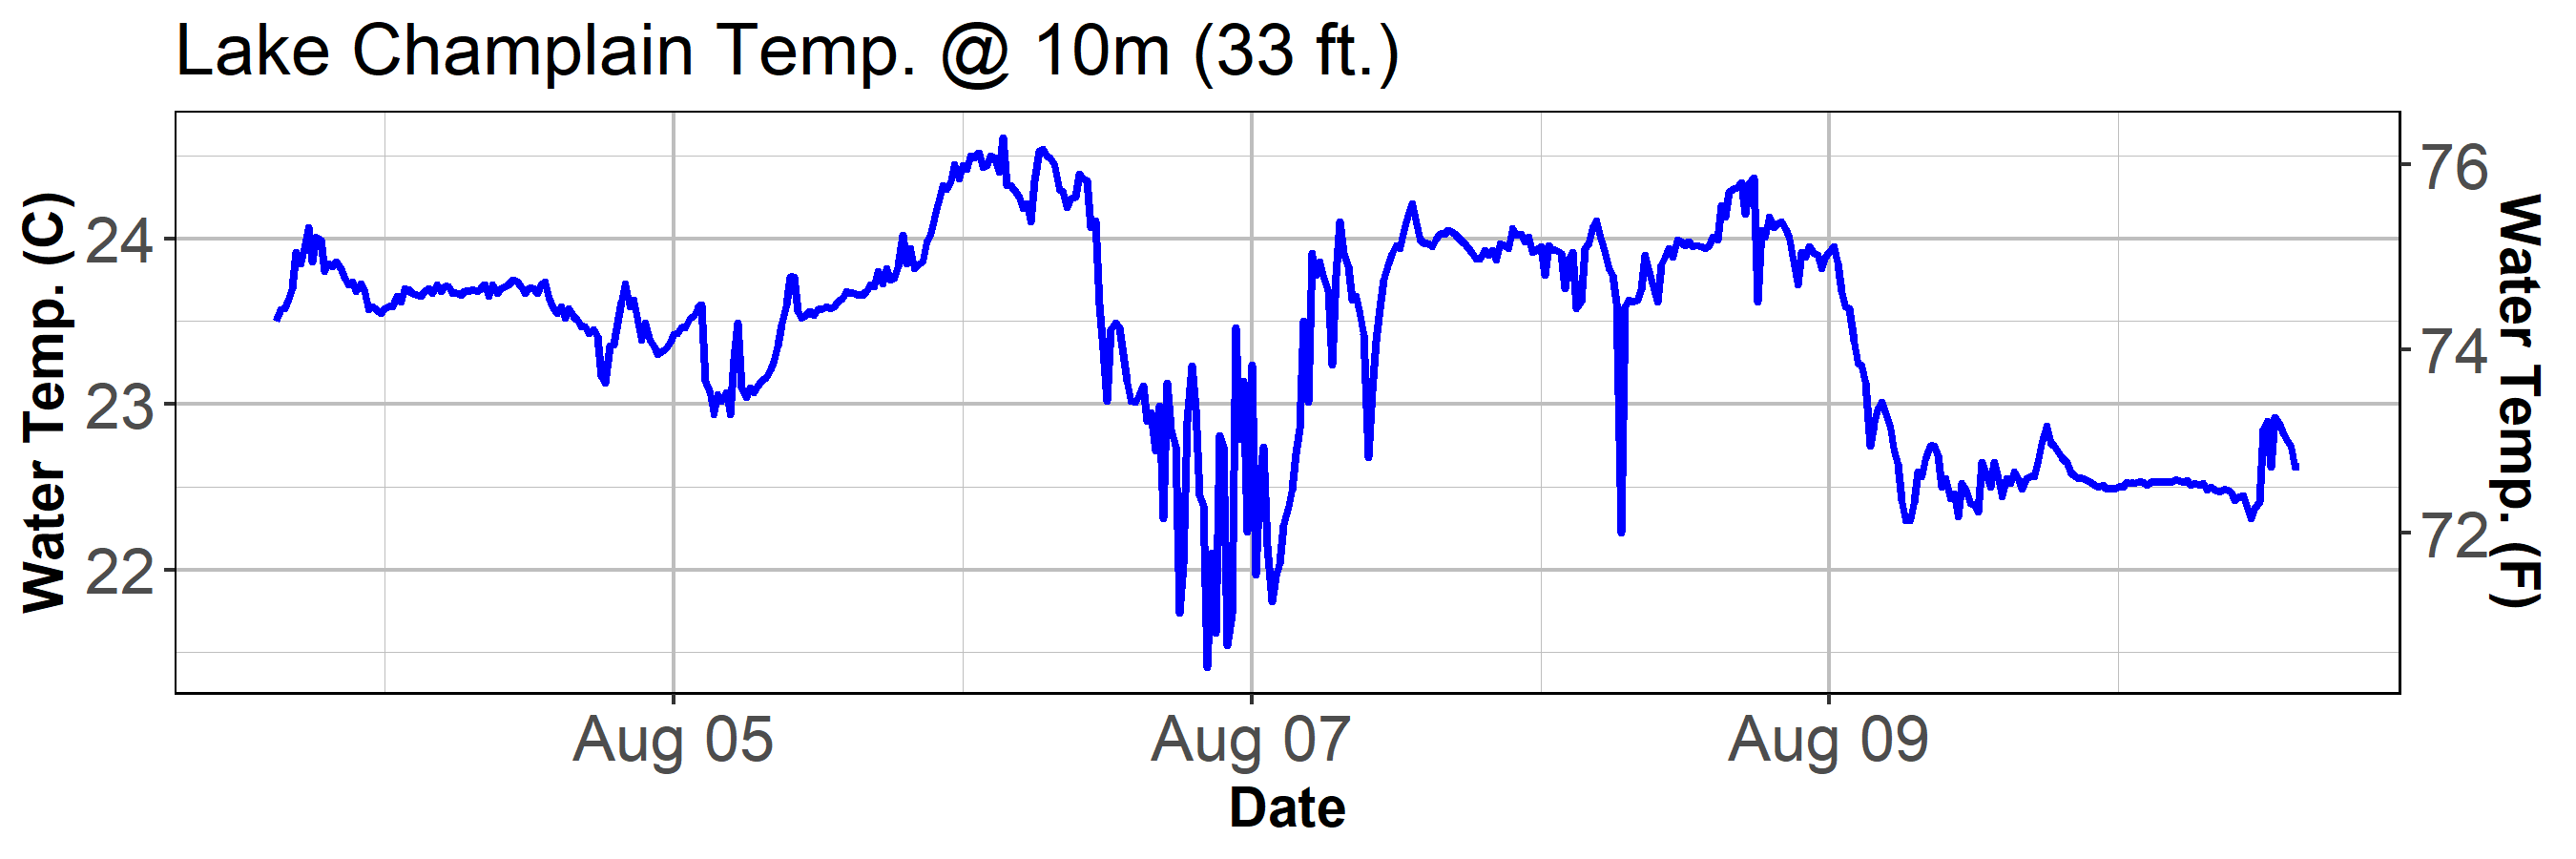 Lake Champlain Temp. @ 10m (33 ft.)
Water Temp. (C)
24
23
22
76
74
72
Water Temp. (F)
Aug 05
Aug 07
Aug 09
Date